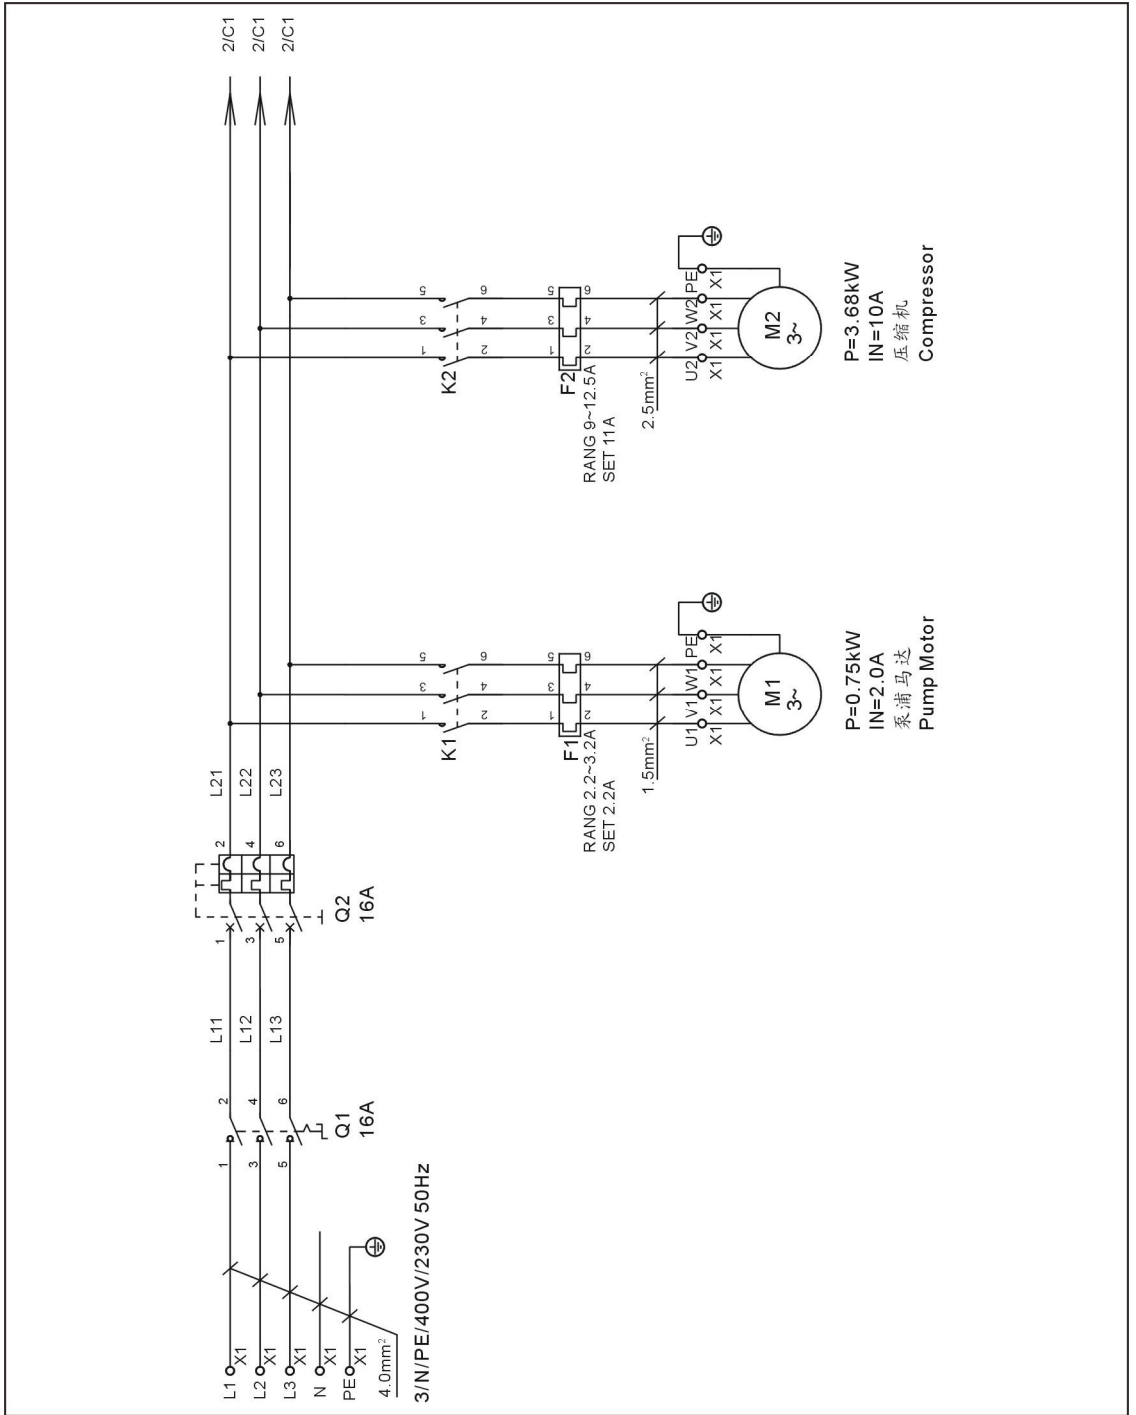 L1 X1
L2 X1
L3 X1
N X1
PE X1
4.0mm²
3/N/PE/400V/230V 50Hz
1 2
3 4
5 6
Q1
16A
L11
L12
L13
1 2
3 4
5 6
Q2
16A
L21
L22
L23
2/C1
2/C1
2/C1
1 3 5
K1
2 4 6
1 3 5
F1
2 4 6
RANG 2.2~3.2A
SET 2.2A
1.5mm²
U1 V1 W1 PE
X1 X1 X1 X1
M1
3~
P=0.75kW
IN=2.0A
泵浦马达
Pump Motor
1 3 5
K2
2 4 6
1 3 5
F2
2 4 6
RANG 9~12.5A
SET 11A
2.5mm²
U2 V2 W2 PE
X1 X1 X1 X1
M2
3~
P=3.68kW
IN=10A
压缩机
Compressor